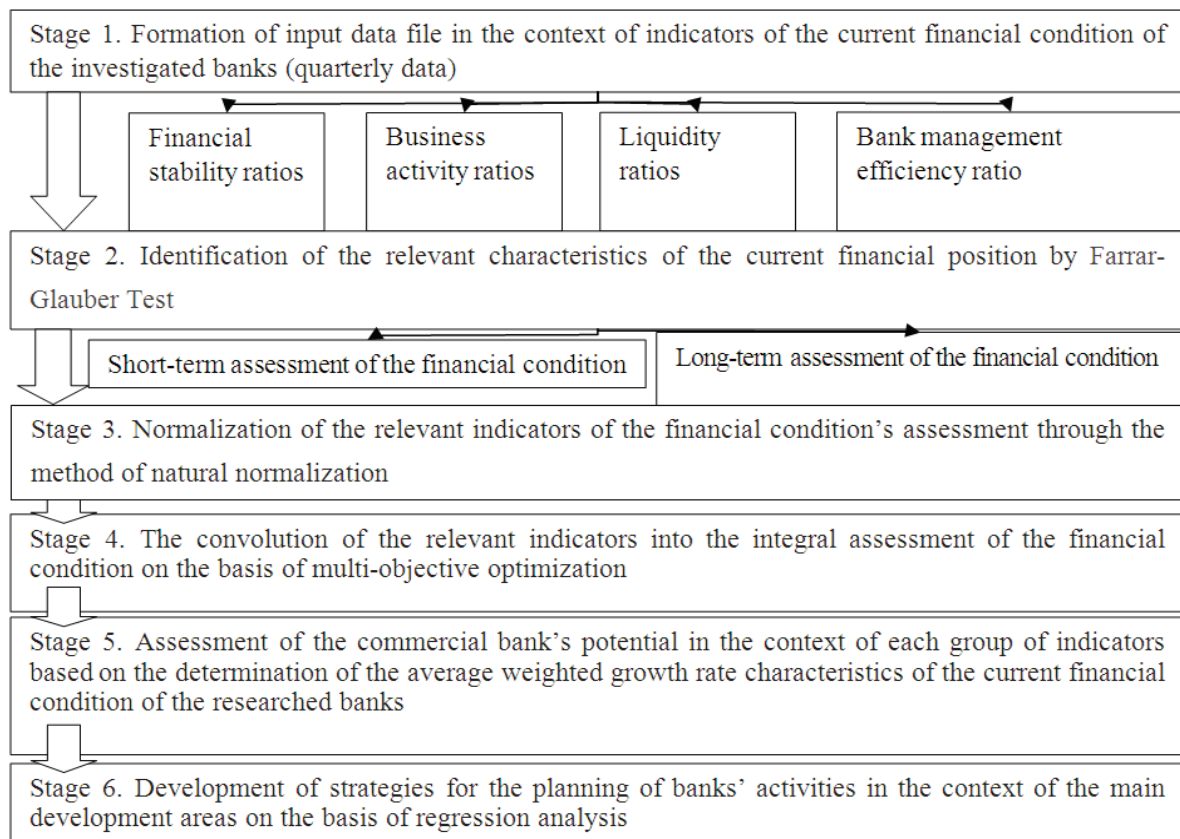 Stage 1. Formation of input data file in the context of indicators of the current financial condition of
the investigated banks (quarterly data)
Financial
stability ratios
Business
activity ratios
Liquidity
ratios
Bank management
efficiency ratio
Stage 2. Identification of the relevant characteristics of the current financial position by Farrar-
Glauber Test
Short-term assessment of the financial condition
Long-term assessment of the financial condition
Stage 3. Normalization of the relevant indicators of the financial condition’s assessment through the
method of natural normalization
Stage 4. The convolution of the relevant indicators into the integral assessment of the financial
condition on the basis of multi-objective optimization
Stage 5. Assessment of the commercial bank’s potential in the context of each group of indicators
based on the determination of the average weighted growth rate characteristics of the current financial
condition of the researched banks
Stage 6. Development of strategies for the planning of banks’ activities in the context of the main
development areas on the basis of regression analysis